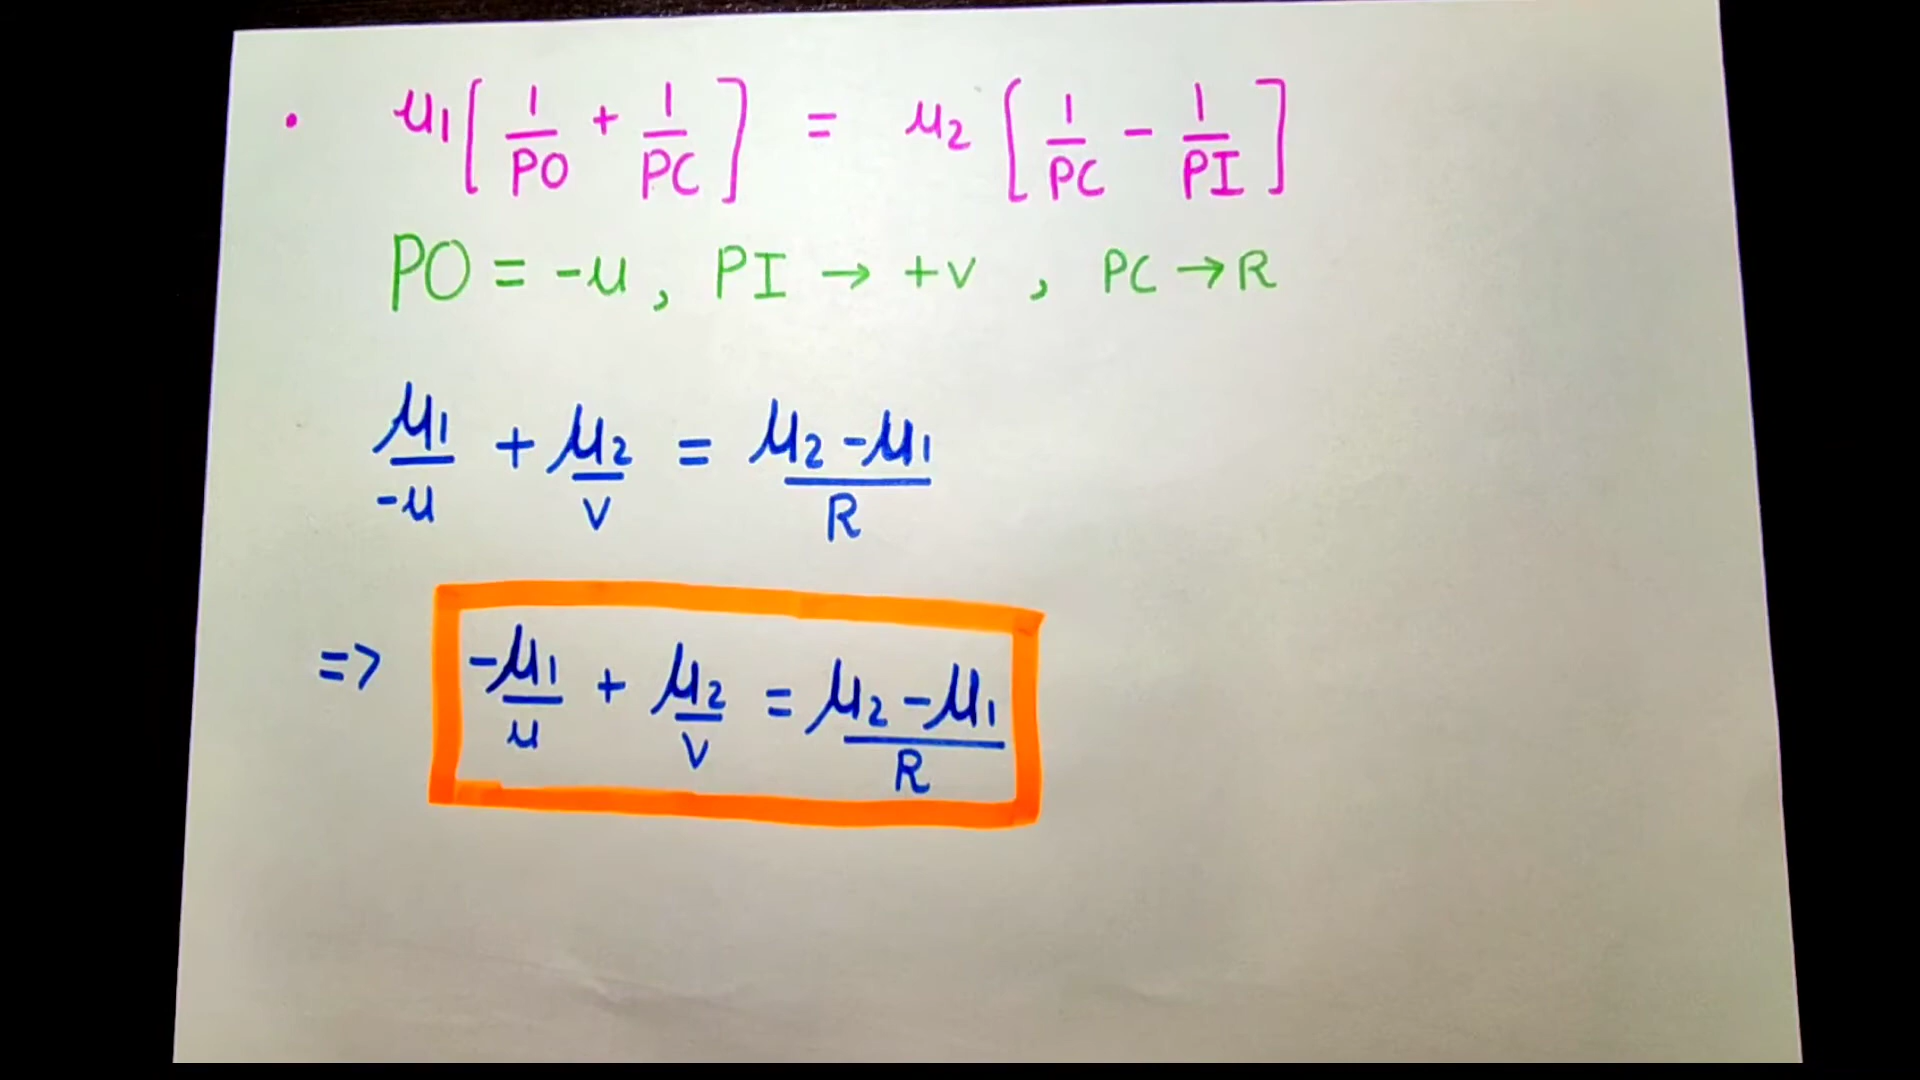 • μ1[1/PO + 1/PC] = μ2[1/PC - 1/PI]
PO = -u, PI → +v , PC → R
μ1/-u + μ2/v = μ2-μ1/R
=> -μ1/u + μ2/v = μ2-μ1/R